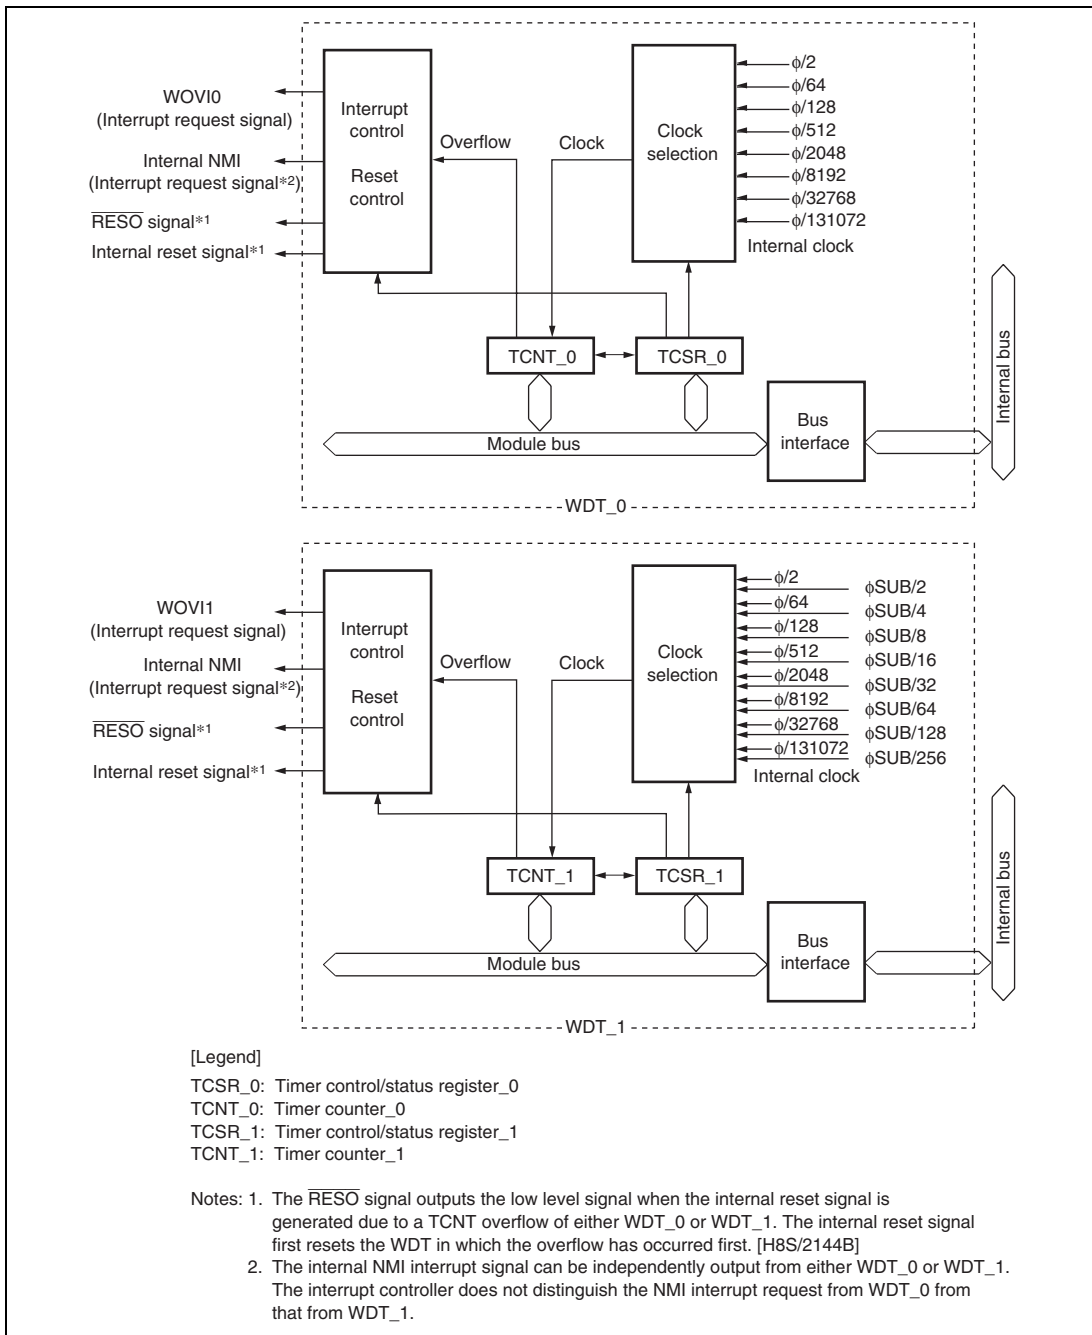 WOVI0
(Interrupt request signal)
Internal NMI
(Interrupt request signal*2)
RESO signal*1
Internal reset signal*1
Interrupt
control
Reset
control
Overflow
Clock
Clock
selection
ϕ/2
ϕ/64
ϕ/128
ϕ/512
ϕ/2048
ϕ/8192
ϕ/32768
ϕ/131072
Internal clock
TCNT_0
TCSR_0
Module bus
Bus
interface
Internal bus
WDT_0
WOVI1
(Interrupt request signal)
Internal NMI
(Interrupt request signal*2)
RESO signal*1
Internal reset signal*1
Interrupt
control
Reset
control
Overflow
Clock
Clock
selection
ϕ/2
ϕSUB/2
ϕ/64
ϕSUB/4
ϕ/128
ϕSUB/8
ϕ/512
ϕSUB/16
ϕ/2048
ϕSUB/32
ϕ/8192
ϕSUB/64
ϕ/32768
ϕSUB/128
ϕ/131072
ϕSUB/256
Internal clock
TCNT_1
TCSR_1
Module bus
Bus
interface
Internal bus
WDT_1
[Legend]
TCSR_0: Timer control/status register_0
TCNT_0: Timer counter_0
TCSR_1: Timer control/status register_1
TCNT_1: Timer counter_1
Notes: 1. The RESO signal outputs the low level signal when the internal reset signal is
generated due to a TCNT overflow of either WDT_0 or WDT_1. The internal reset signal
first resets the WDT in which the overflow has occurred first. [H8S/2144B]
2. The internal NMI interrupt signal can be independently output from either WDT_0 or WDT_1.
The interrupt controller does not distinguish the NMI interrupt request from WDT_0 from
that from WDT_1.